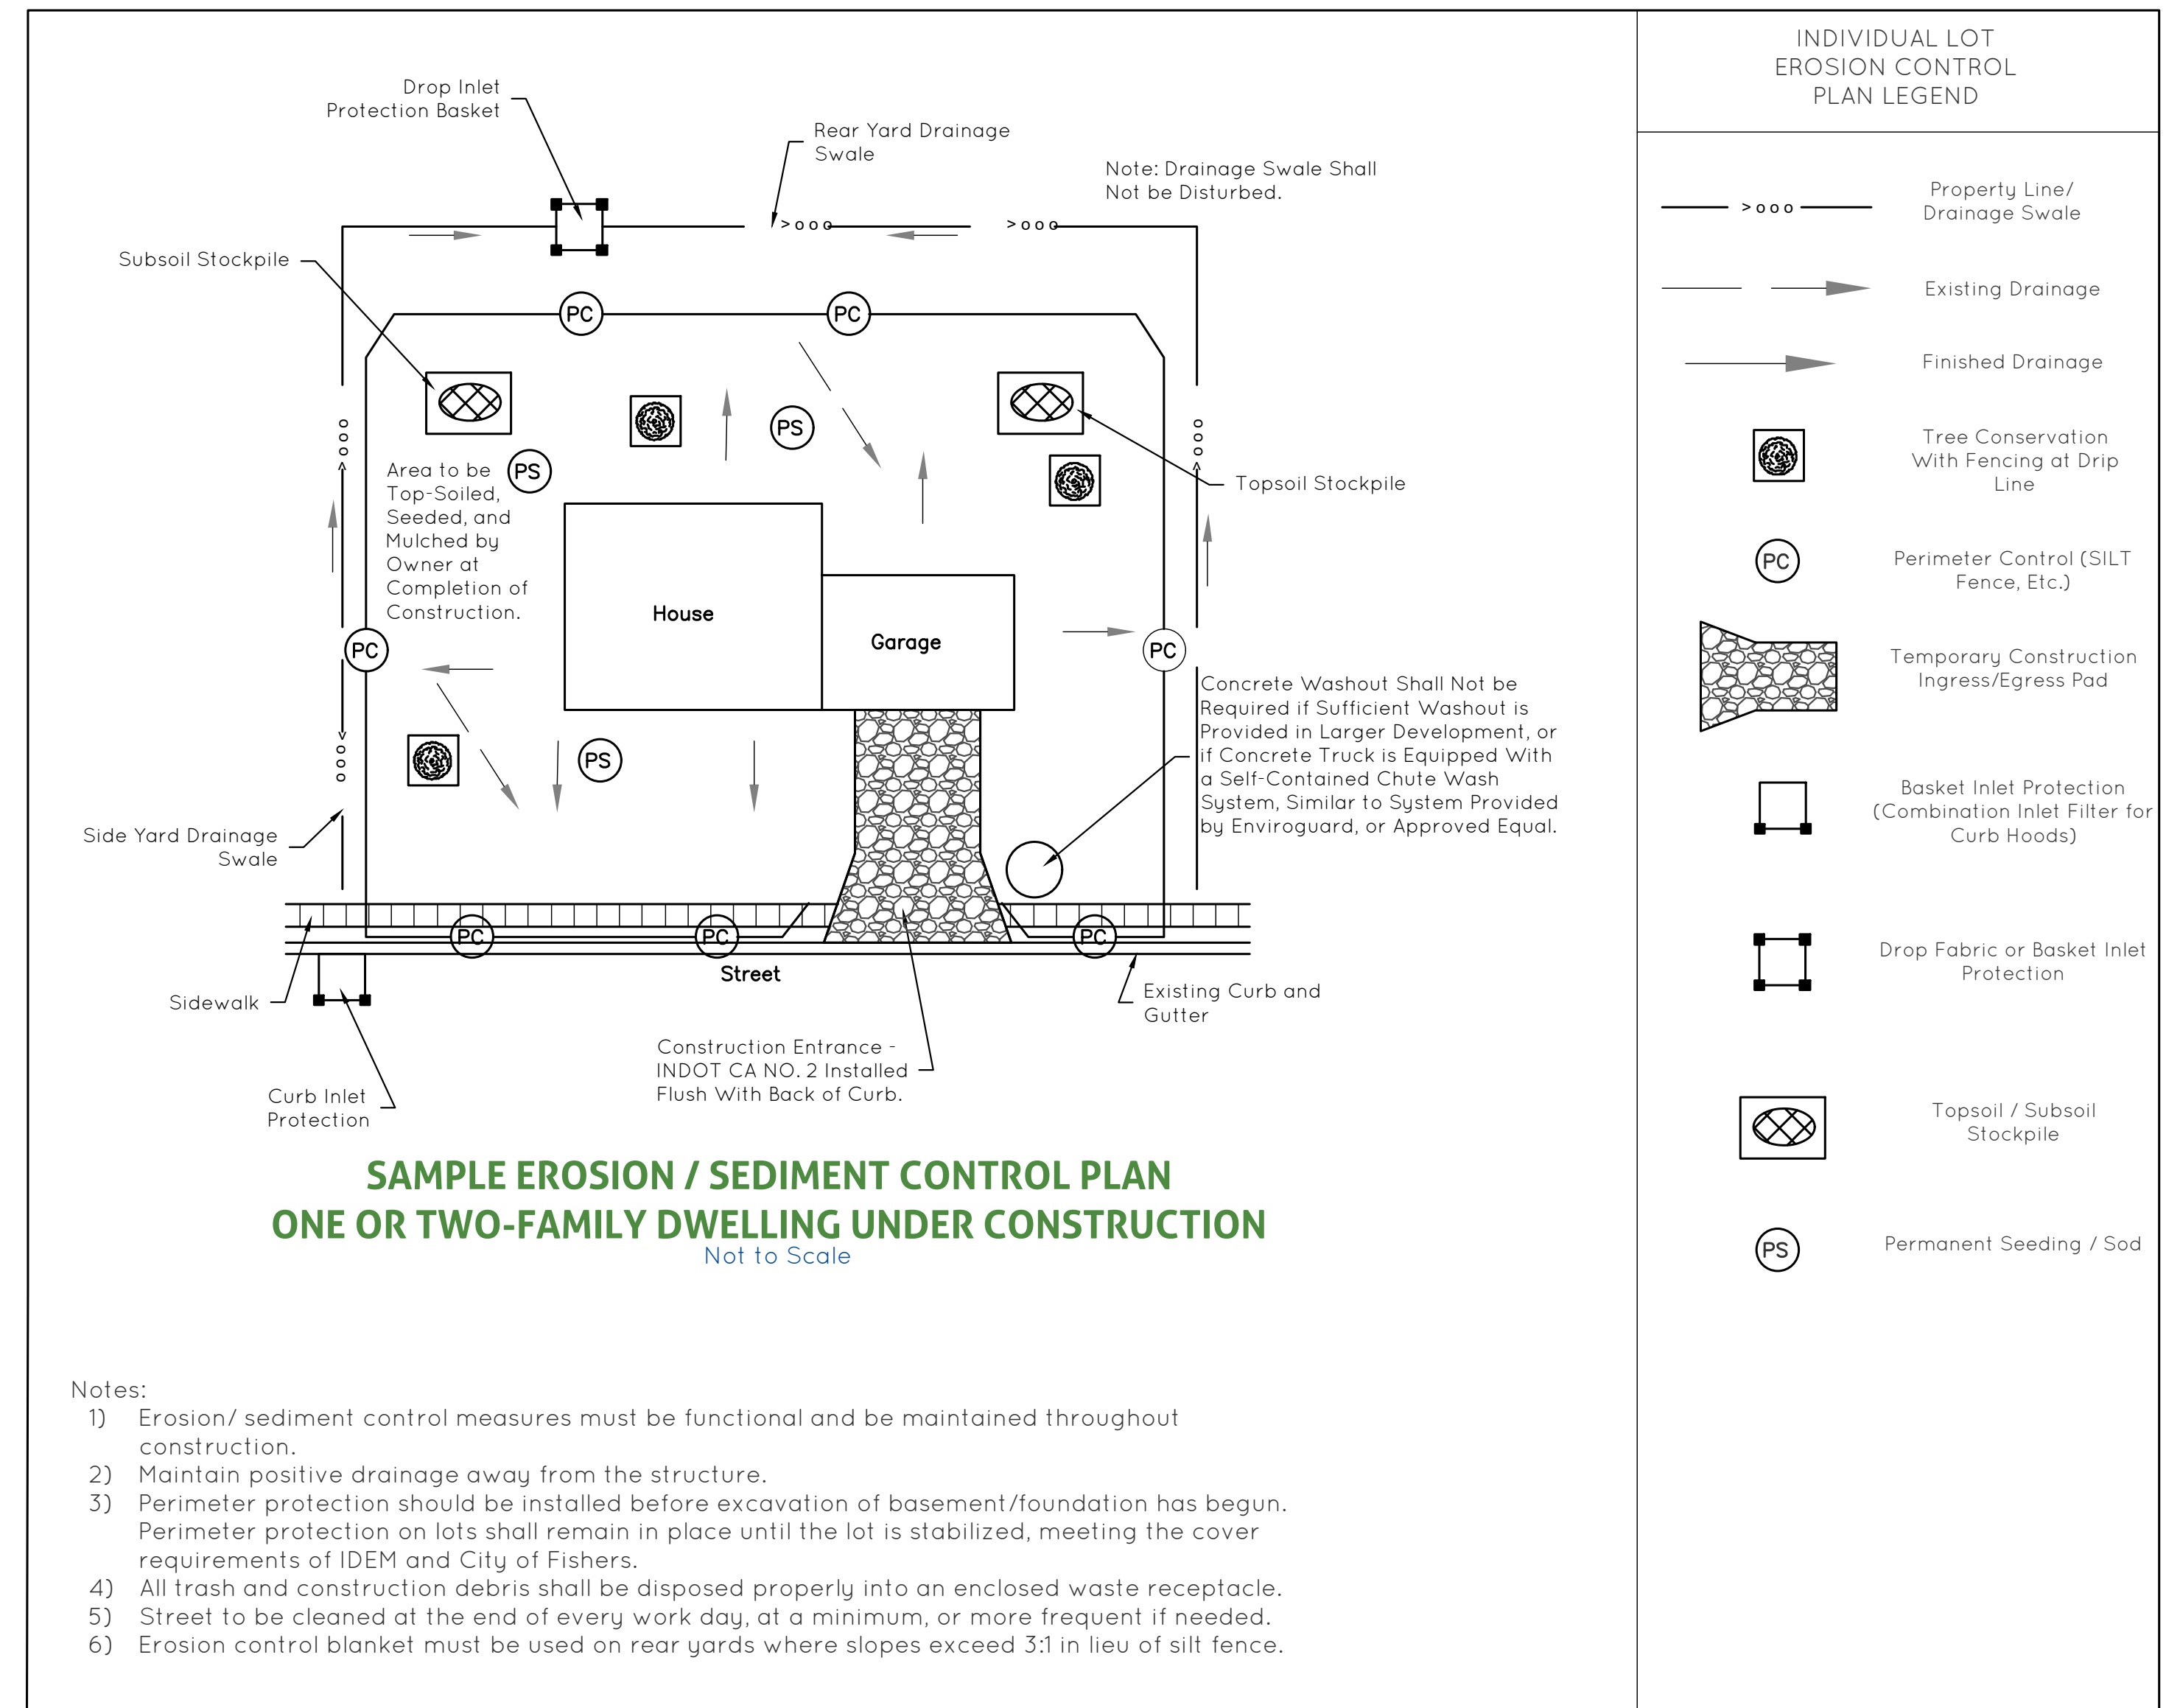 INDIVIDUAL LOT
EROSION CONTROL
PLAN LEGEND
Drop Inlet
Protection Basket
Rear Yard Drainage
Swale
Note: Drainage Swale Shall
Not be Disturbed.
>ooo
>ooo
Subsoil Stockpile
PC
PC
PS
ooo>
Area to be
Top-Soiled,
Seeded, and
Mulched by
Owner at
Completion of
Construction.
PS
ooo>
Topsoil Stockpile
House
Garage
PC
PC
Concrete Washout Shall Not be
Required if Sufficient Washout is
Provided in Larger Development, or
if Concrete Truck is Equipped With
a Self-Contained Chute Wash
System, Similar to System Provided
by Enviroguard, or Approved Equal.
PS
>ooo
Side Yard Drainage
Swale
PC
PC
PC
Street
Sidewalk
Existing Curb and
Gutter
Construction Entrance -
INDOT CA NO. 2 Installed
Flush With Back of Curb.
Curb Inlet
Protection
SAMPLE EROSION / SEDIMENT CONTROL PLAN
ONE OR TWO-FAMILY DWELLING UNDER CONSTRUCTION
Not to Scale
Notes:
1) Erosion/ sediment control measures must be functional and be maintained throughout
construction.
2) Maintain positive drainage away from the structure.
3) Perimeter protection should be installed before excavation of basement/foundation has begun.
Perimeter protection on lots shall remain in place until the lot is stabilized, meeting the cover
requirements of IDEM and City of Fishers.
4) All trash and construction debris shall be disposed properly into an enclosed waste receptacle.
5) Street to be cleaned at the end of every work day, at a minimum, or more frequent if needed.
6) Erosion control blanket must be used on rear yards where slopes exceed 3:1 in lieu of silt fence.
>ooo
Property Line/
Drainage Swale
Existing Drainage
Finished Drainage
Tree Conservation
With Fencing at Drip
Line
PC
Perimeter Control (SILT
Fence, Etc.)
Temporary Construction
Ingress/Egress Pad
Basket Inlet Protection
(Combination Inlet Filter for
Curb Hoods)
Drop Fabric or Basket Inlet
Protection
Topsoil / Subsoil
Stockpile
PS
Permanent Seeding / Sod